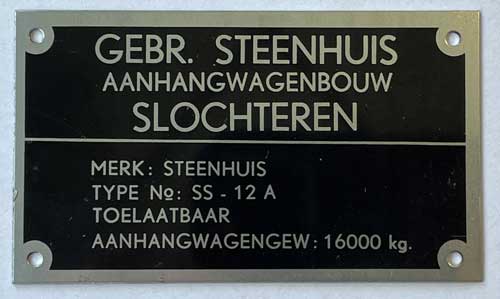 GEBR. STEENHUIS
AANHANGWAGENBOUW
SLOCHTEREN
MERK: STEENHUIS
TYPE No: SS - 12 A
TOELAATBAAR
AANHANGWAGENGEW: 16000 kg.